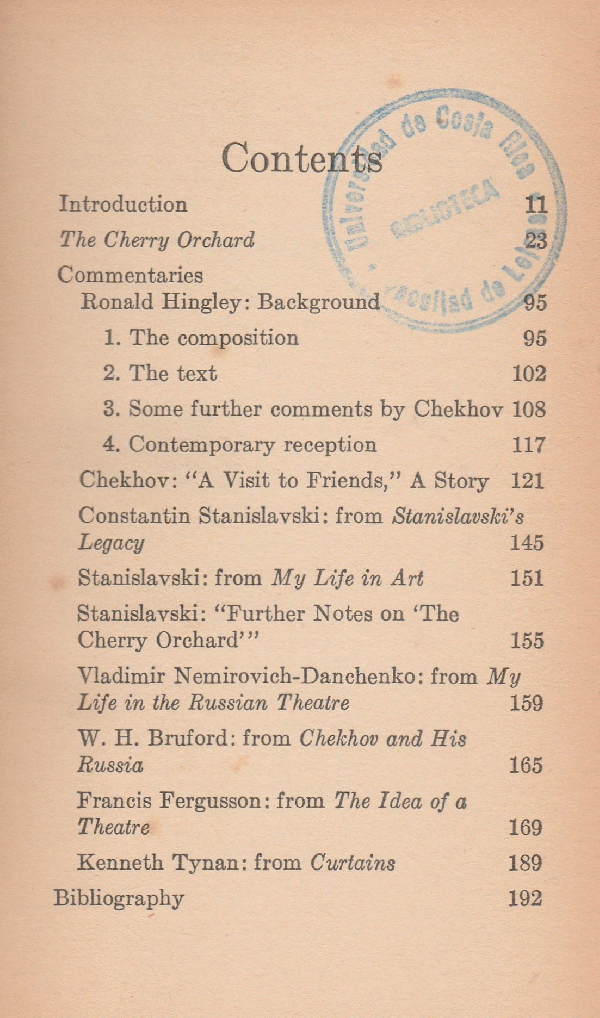 Contents
Universidad de Costa Rica
BIBLIOTECA
Facultad de
Introduction 11
The Cherry Orchard 23
Commentaries
Ronald Hingley: Background 95
1. The composition 95
2. The text 102
3. Some further comments by Chekhov 108
4. Contemporary reception 117
Chekhov: “A Visit to Friends,” A Story 121
Constantin Stanislavski: from Stanislavski’s
Legacy 145
Stanislavski: from My Life in Art 151
Stanislavski: “Further Notes on ‘The
Cherry Orchard’” 155
Vladimir Nemirovich-Danchenko: from My
Life in the Russian Theatre 159
W. H. Bruford: from Chekhov and His
Russia 165
Francis Fergusson: from The Idea of a
Theatre 169
Kenneth Tynan: from Curtains 189
Bibliography 192